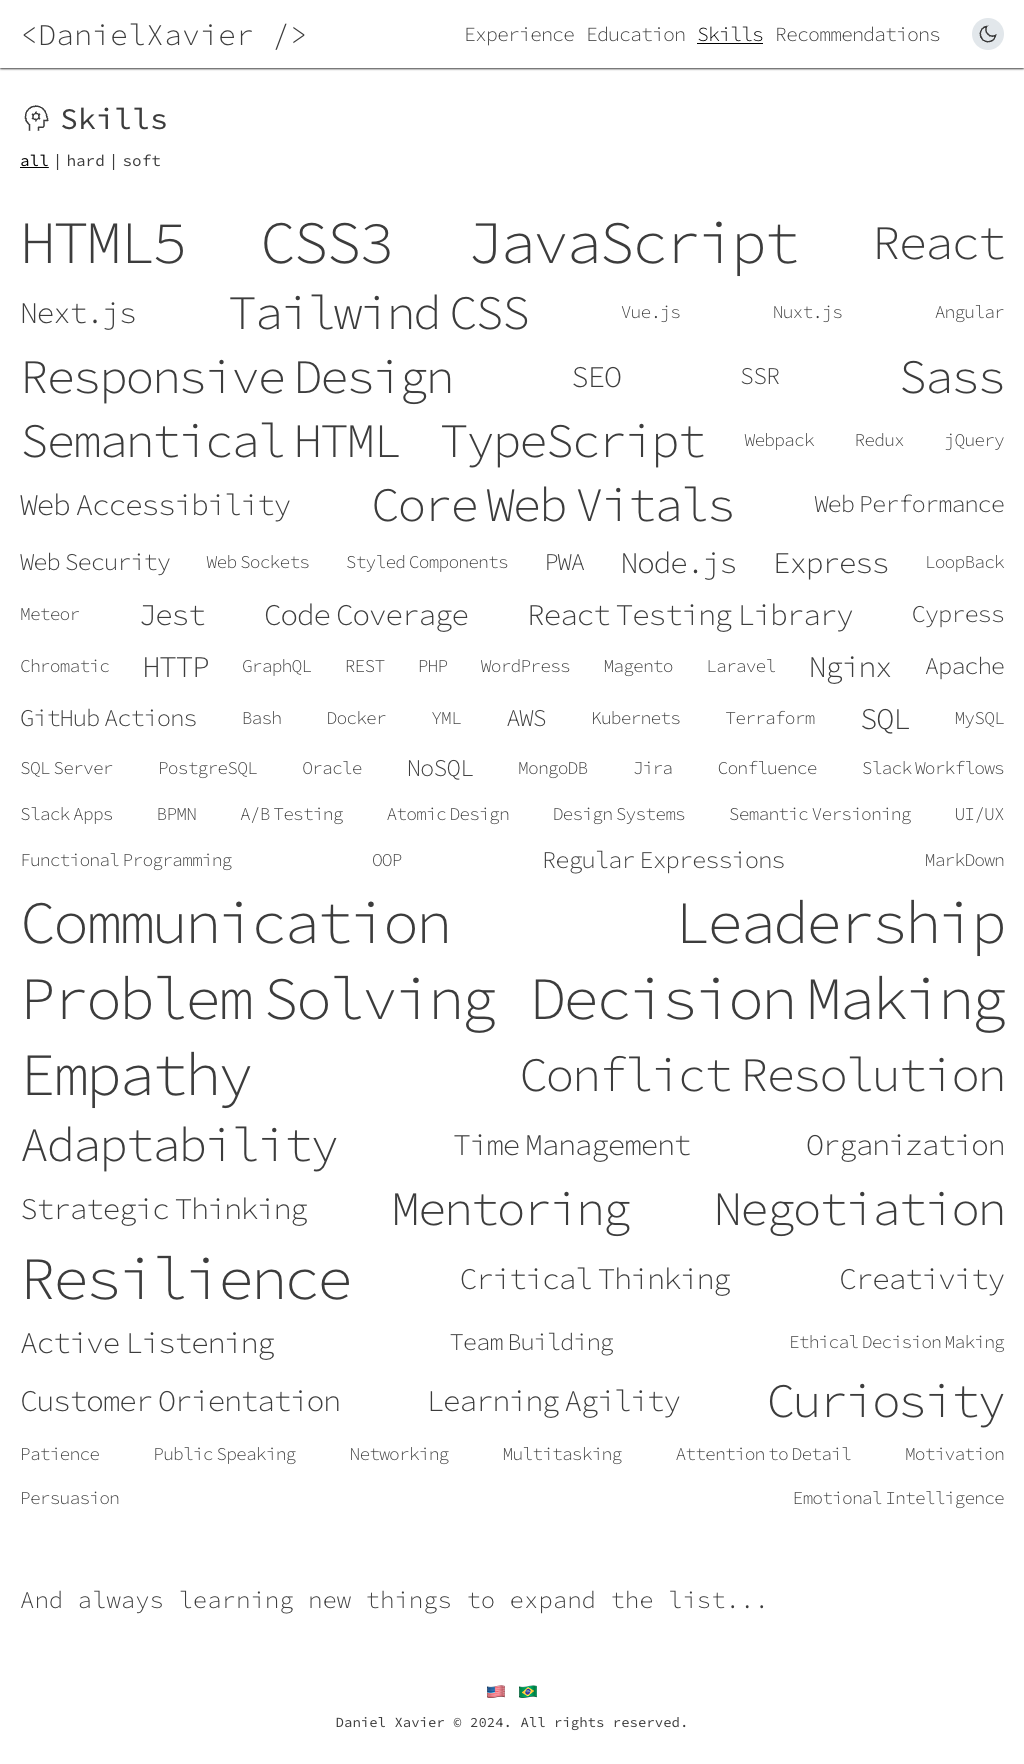 <DanielXavier />
Experience Education Skills Recommendations
Skills
all | hard | soft
HTML5 CSS3 JavaScript React
Next.js Tailwind CSS Vue.js Nuxt.js Angular
Responsive Design SEO SSR Sass
Semantical HTML TypeScript Webpack Redux jQuery
Web Accessibility Core Web Vitals Web Performance
Web Security Web Sockets Styled Components PWA Node.js Express LoopBack
Meteor Jest Code Coverage React Testing Library Cypress
Chromatic HTTP GraphQL REST PHP WordPress Magento Laravel Nginx Apache
GitHub Actions Bash Docker YML AWS Kubernetes Terraform SQL MySQL
SQL Server PostgreSQL Oracle NoSQL MongoDB Jira Confluence Slack Workflows
Slack Apps BPMN A/B Testing Atomic Design Design Systems Semantic Versioning UI/UX
Functional Programming OOP Regular Expressions MarkDown
Communication Leadership
Problem Solving Decision Making
Empathy Conflict Resolution
Adaptability Time Management Organization
Strategic Thinking Mentoring Negotiation
Resilience Critical Thinking Creativity
Active Listening Team Building Ethical Decision Making
Customer Orientation Learning Agility Curiosity
Patience Public Speaking Networking Multitasking Attention to Detail Motivation
Persuasion Emotional Intelligence
And always learning new things to expand the list...
Daniel Xavier © 2024. All rights reserved.